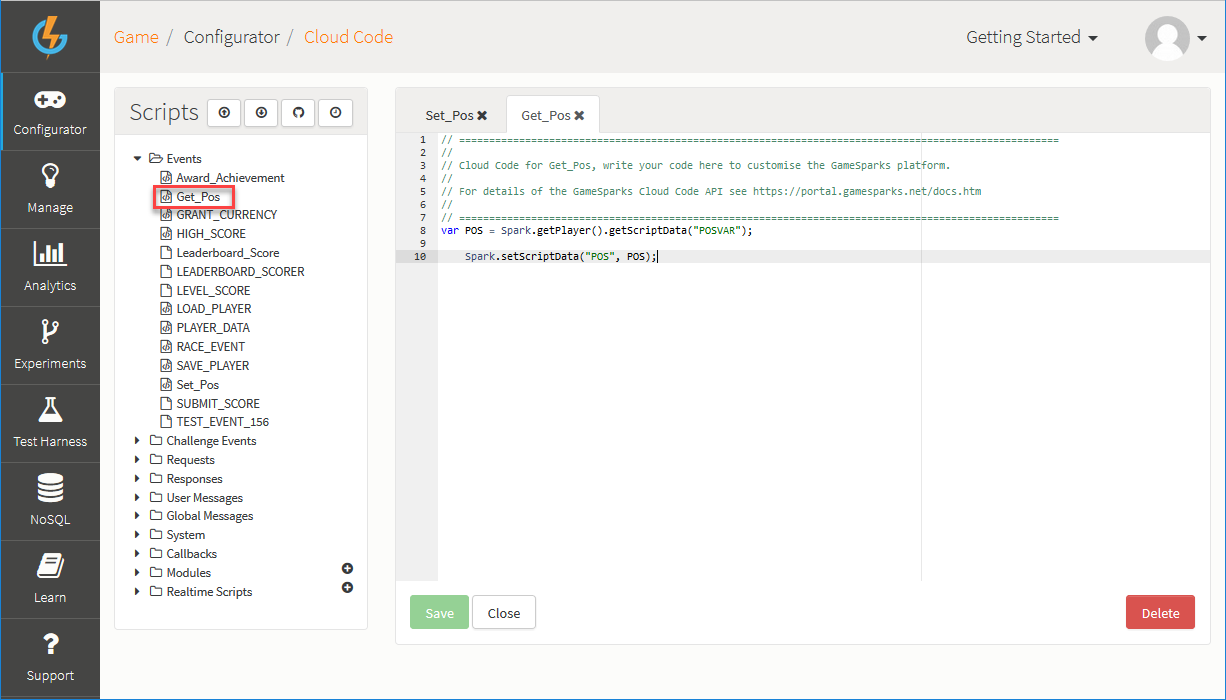 Game / Configurator / Cloud Code
Getting Started
Configurator
Manage
Analytics
Experiments
Test Harness
NoSQL
Learn
Support
Scripts
Events
Award_Achievement
Get_Pos
GRANT_CURRENCY
HIGH_SCORE
Leaderboard_Score
LEADERBOARD_SCORER
LEVEL_SCORE
LOAD_PLAYER
PLAYER_DATA
RACE_EVENT
SAVE_PLAYER
Set_Pos
SUBMIT_SCORE
TEST_EVENT_156
Challenge Events
Requests
Responses
User Messages
Global Messages
System
Callbacks
Modules
Realtime Scripts
Set_Pos ✖ Get_Pos ✖
1 // ====================================================================================================
2 //
3 // Cloud Code for Get_Pos, write your code here to customise the GameSparks platform.
4 //
5 // For details of the GameSparks Cloud Code API see https://portal.gamesparks.net/docs.htm
6 //
7 // ====================================================================================================
8 var POS = Spark.getPlayer().getScriptData("POSVAR");
9
10 Spark.setScriptData("POS", POS);
Save Close Delete